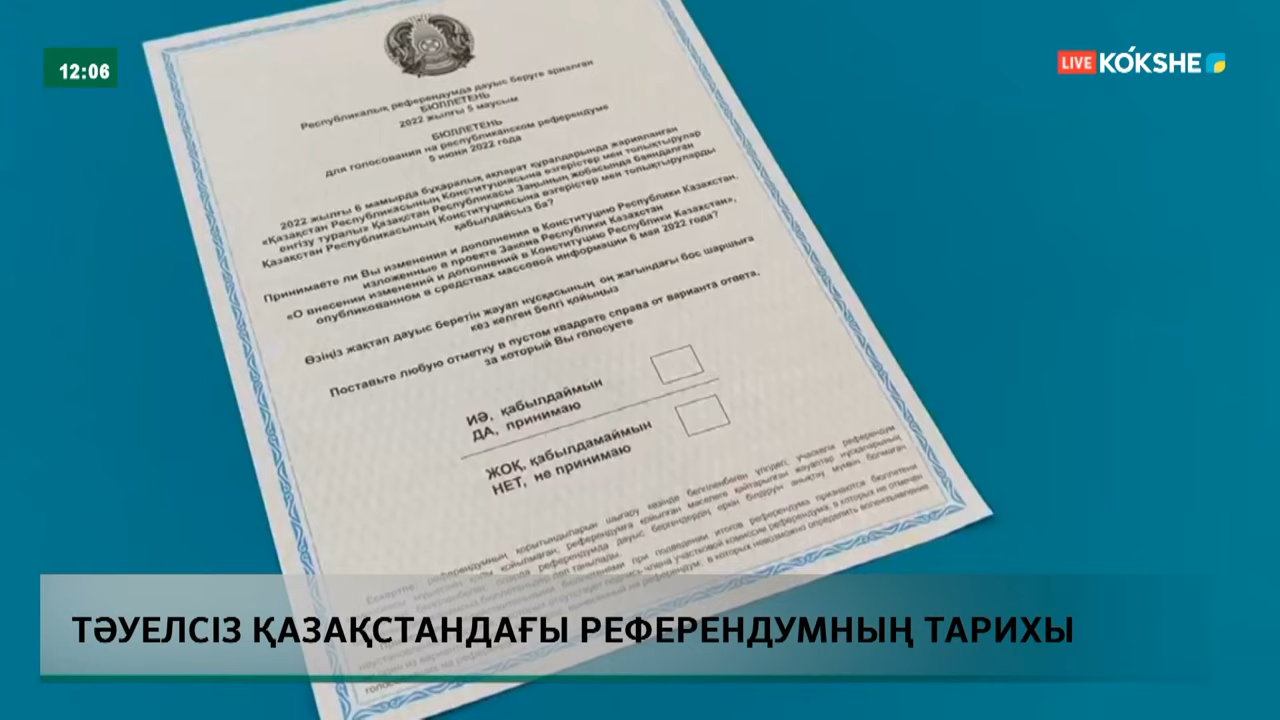 12:06
LIVE KÓKSHE
Республикалық референдумда дауыс беруге арналған
БЮЛЛЕТЕНЬ
2022 жылғы 5 маусым
БЮЛЛЕТЕНЬ
для голосования на республиканском референдуме
5 июня 2022 года
2022 жылғы 6 мамырда бұқаралық ақпарат құралдарында жарияланған
«Қазақстан Республикасының Конституциясына өзгерістер мен толықтырулар
енгізу туралы» Қазақстан Республикасы Заңының жобасында баяндалған
Қазақстан Республикасының Конституциясына өзгерістер мен толықтыруларды
қабылдайсыз ба?
Принимаете ли Вы изменения и дополнения в Конституцию Республики Казахстан,
изложенные в проекте Закона Республики Казахстан
«О внесении изменений и дополнений в Конституцию Республики Казахстан»,
опубликованном в средствах массовой информации 6 мая 2022 года?
Өзіңіз жақтап дауыс беретін жауап нұсқасының оң жағындағы бос шаршыға
кез келген белгі қойыңыз
Поставьте любую отметку в пустом квадрате справа от варианта ответа,
за который Вы голосуете
ИӘ, қабылдаймын
ДА, принимаю
ЖОҚ, қабылдамаймын
НЕТ, не принимаю
ТӘУЕЛСІЗ ҚАЗАҚСТАНДАҒЫ РЕФЕРЕНДУМНЫҢ ТАРИХЫ